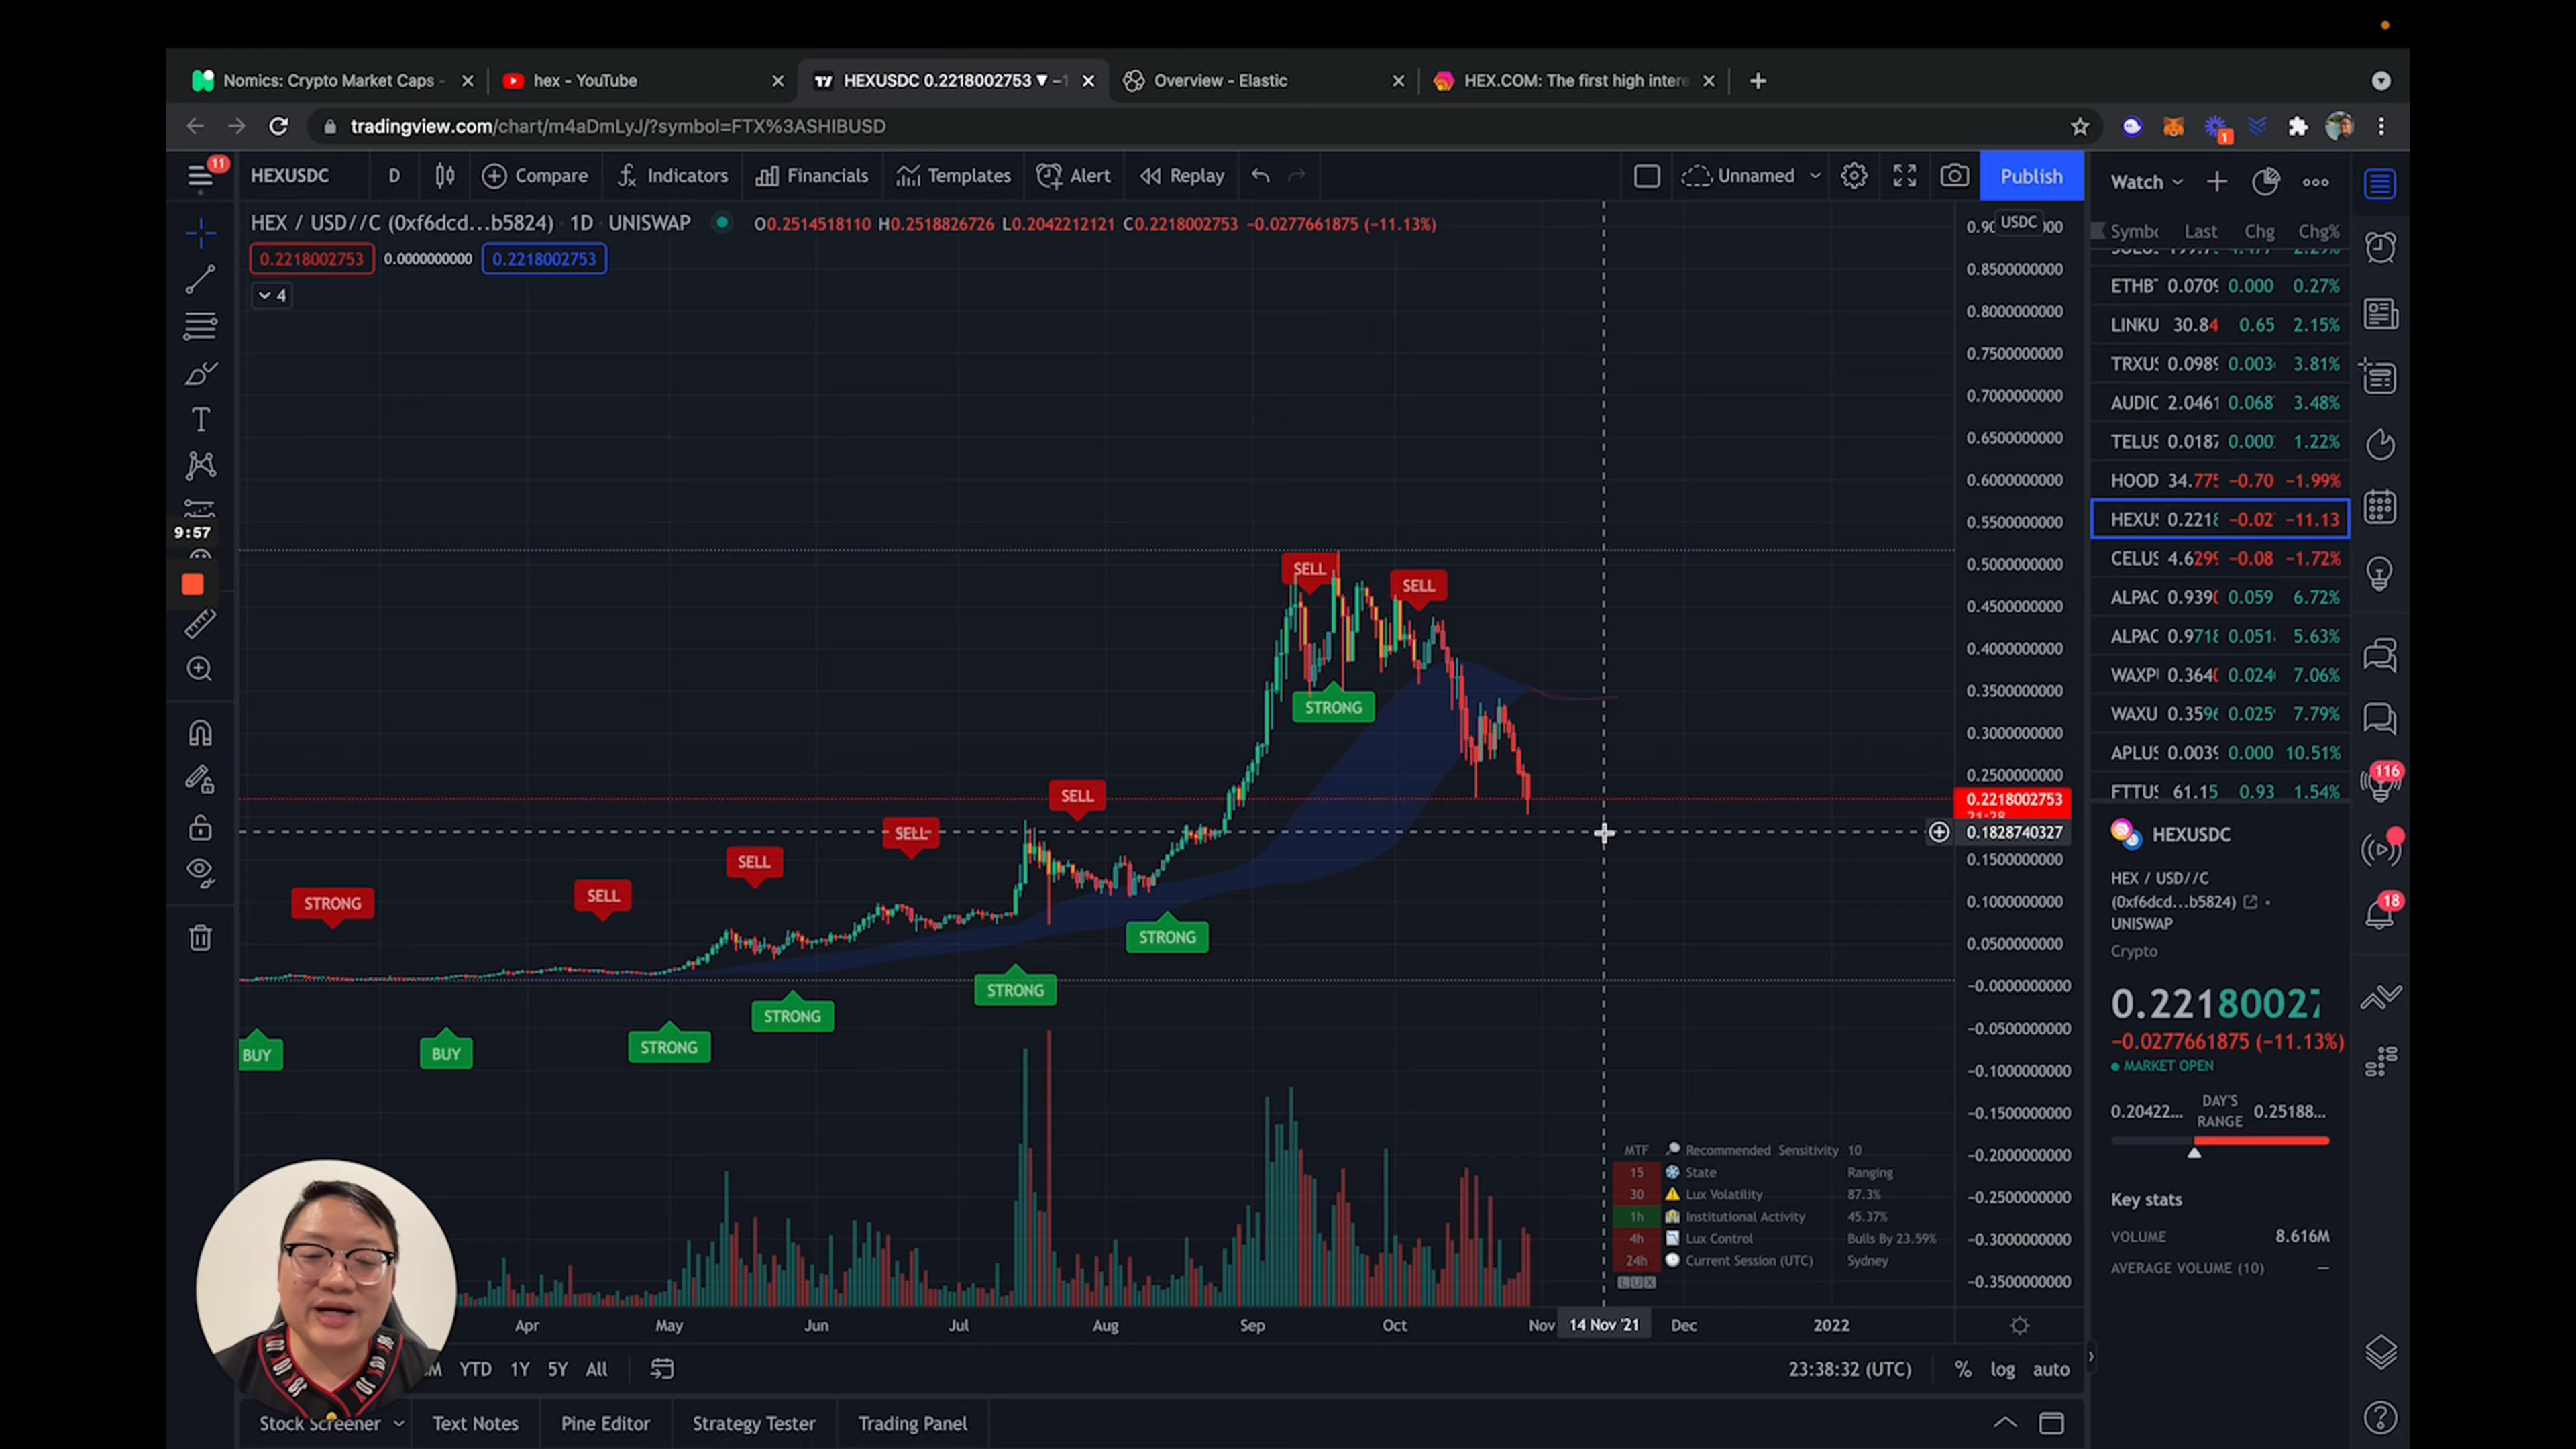 Nomics: Crypto Market Caps -
hex - YouTube
HEXUSDC 0.2218002753 ▼ −1
Overview - Elastic
HEX.COM: The first high intere
tradingview.com/chart/m4aDmLyJ/?symbol=FTX%3ASHIBUSD
1
11
HEXUSDC
D
Compare
Indicators
Financials
Templates
Alert
Replay
Unnamed
Publish
Watch
HEX / USD//C (0xf6dcd...b5824) · 1D · UNISWAP
O0.2514518110 H0.2518826726 L0.2042212121 C0.2218002753 −0.0277661875 (−11.13%)
0.2218002753
0.0000000000
0.2218002753
4
USDC
0.8500000000
0.8000000000
0.7500000000
0.7000000000
0.6500000000
0.6000000000
0.5500000000
0.5000000000
0.4500000000
0.4000000000
0.3500000000
0.3000000000
0.2500000000
0.2218002753
21:28
0.1828740327
0.1500000000
0.1000000000
0.0500000000
−0.0000000000
−0.0500000000
−0.1000000000
−0.1500000000
−0.2000000000
−0.2500000000
−0.3000000000
−0.3500000000
9:57
SELL
SELL
STRONG
SELL
SELL
SELL
SELL
STRONG
STRONG
STRONG
STRONG
STRONG
BUY
BUY
MTF Recommended Sensitivity 10
15 State Ranging
30 Lux Volatility 87.3%
1h Institutional Activity 45.37%
4h Lux Control Bulls By 23.59%
24h Current Session (UTC) Sydney
LUX
Apr May Jun Jul Aug Sep Oct Nov 14 Nov '21 Dec 2022
M YTD 1Y 5Y All
23:38:32 (UTC) % log auto
Stock Screener
Text Notes
Pine Editor
Strategy Tester
Trading Panel
Symbo Last Chg Chg%
ETHB 0.0709 0.000 0.27%
LINKU 30.84 0.65 2.15%
TRXUS 0.0989 0.003 3.81%
AUDIC 2.0461 0.068 3.48%
TELUS 0.0187 0.000 1.22%
HOOD 34.775 −0.70 −1.99%
HEXUS 0.2218 −0.02 −11.13
CELUS 4.6299 −0.08 −1.72%
ALPAC 0.9390 0.059 6.72%
ALPAC 0.9718 0.051 5.63%
WAXP 0.3640 0.024 7.06%
WAXU 0.3596 0.025 7.79%
APLUS 0.0039 0.000 10.51%
FTTUS 61.15 0.93 1.54%
HEXUSDC
HEX / USD//C
(0xf6dcd...b5824) •
UNISWAP
Crypto
0.22180027
−0.0277661875 (−11.13%)
MARKET OPEN
0.20422... DAY'S RANGE 0.25188...
Key stats
VOLUME 8.616M
AVERAGE VOLUME (10) —
116
18